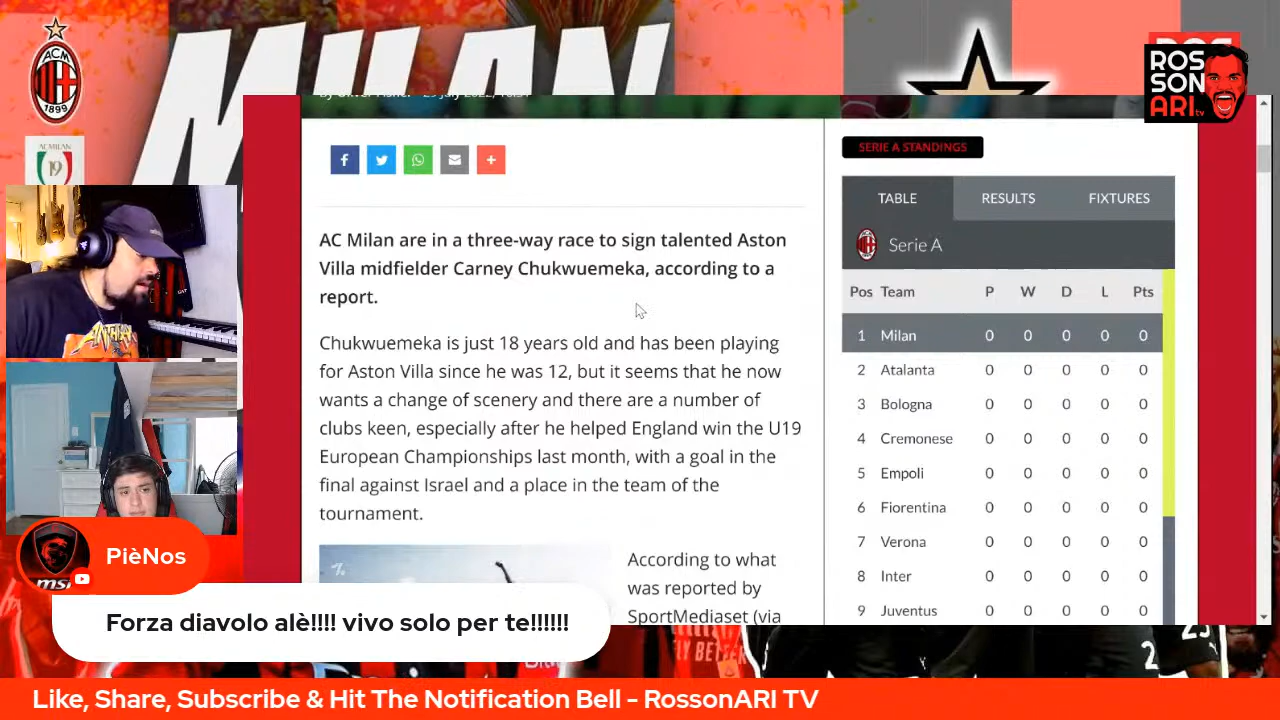 MILAN
ACM
1899
AC MILAN
19
ROS
SON
ARI tv
AC Milan are in a three-way race to sign talented Aston
Villa midfielder Carney Chukwuemeka, according to a
report.
Chukwuemeka is just 18 years old and has been playing
for Aston Villa since he was 12, but it seems that he now
wants a change of scenery and there are a number of
clubs keen, especially after he helped England win the U19
European Championships last month, with a goal in the
final against Israel and a place in the team of the
tournament.
According to what
was reported by
SportMediaset (via
SERIE A STANDINGS
TABLE RESULTS FIXTURES
Serie A
Pos Team P W D L Pts
1 Milan 0 0 0 0 0
2 Atalanta 0 0 0 0 0
3 Bologna 0 0 0 0 0
4 Cremonese 0 0 0 0 0
5 Empoli 0 0 0 0 0
6 Fiorentina 0 0 0 0 0
7 Verona 0 0 0 0 0
8 Inter 0 0 0 0 0
9 Juventus 0 0 0 0 0
msi
PièNos
Forza diavolo alè!!!! vivo solo per te!!!!!!
Like, Share, Subscribe & Hit The Notification Bell - RossonARI TV